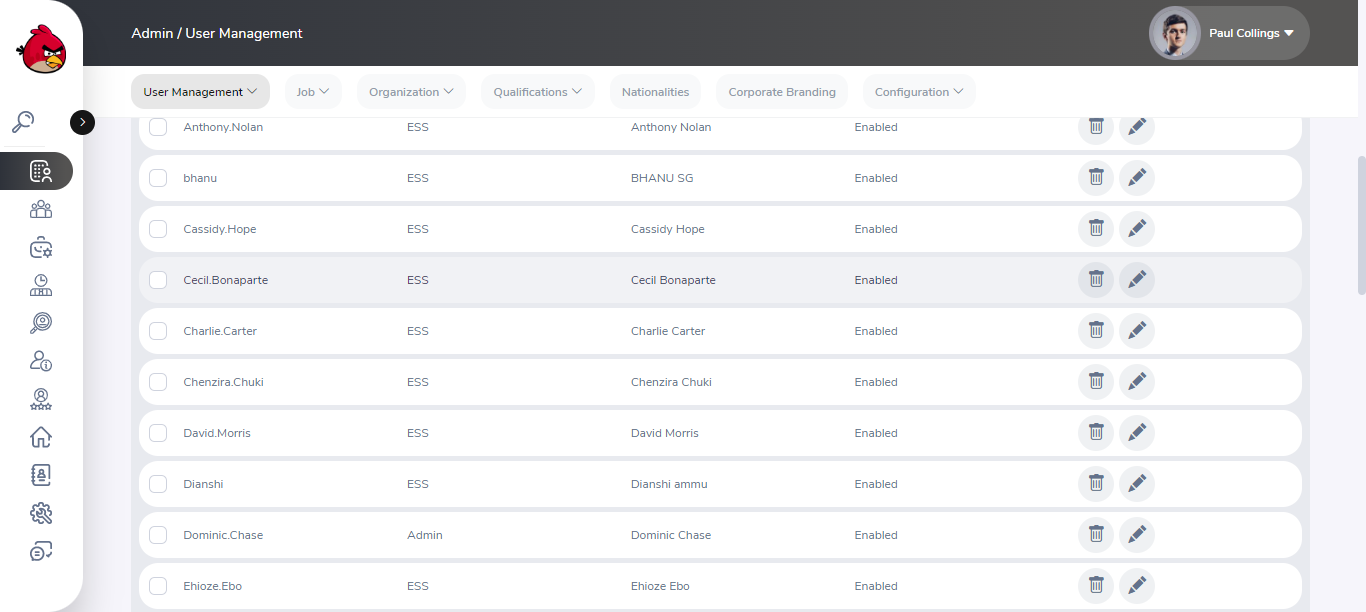 Admin / User Management
Paul Collings
User Management Job Organization Qualifications Nationalities Corporate Branding Configuration
Anthony.Nolan ESS Anthony Nolan Enabled
bhanu ESS BHANU SG Enabled
Cassidy.Hope ESS Cassidy Hope Enabled
Cecil.Bonaparte ESS Cecil Bonaparte Enabled
Charlie.Carter ESS Charlie Carter Enabled
Chenzira.Chuki ESS Chenzira Chuki Enabled
David.Morris ESS David Morris Enabled
Dianshi ESS Dianshi ammu Enabled
Dominic.Chase Admin Dominic Chase Enabled
Ehioze.Ebo ESS Ehioze Ebo Enabled